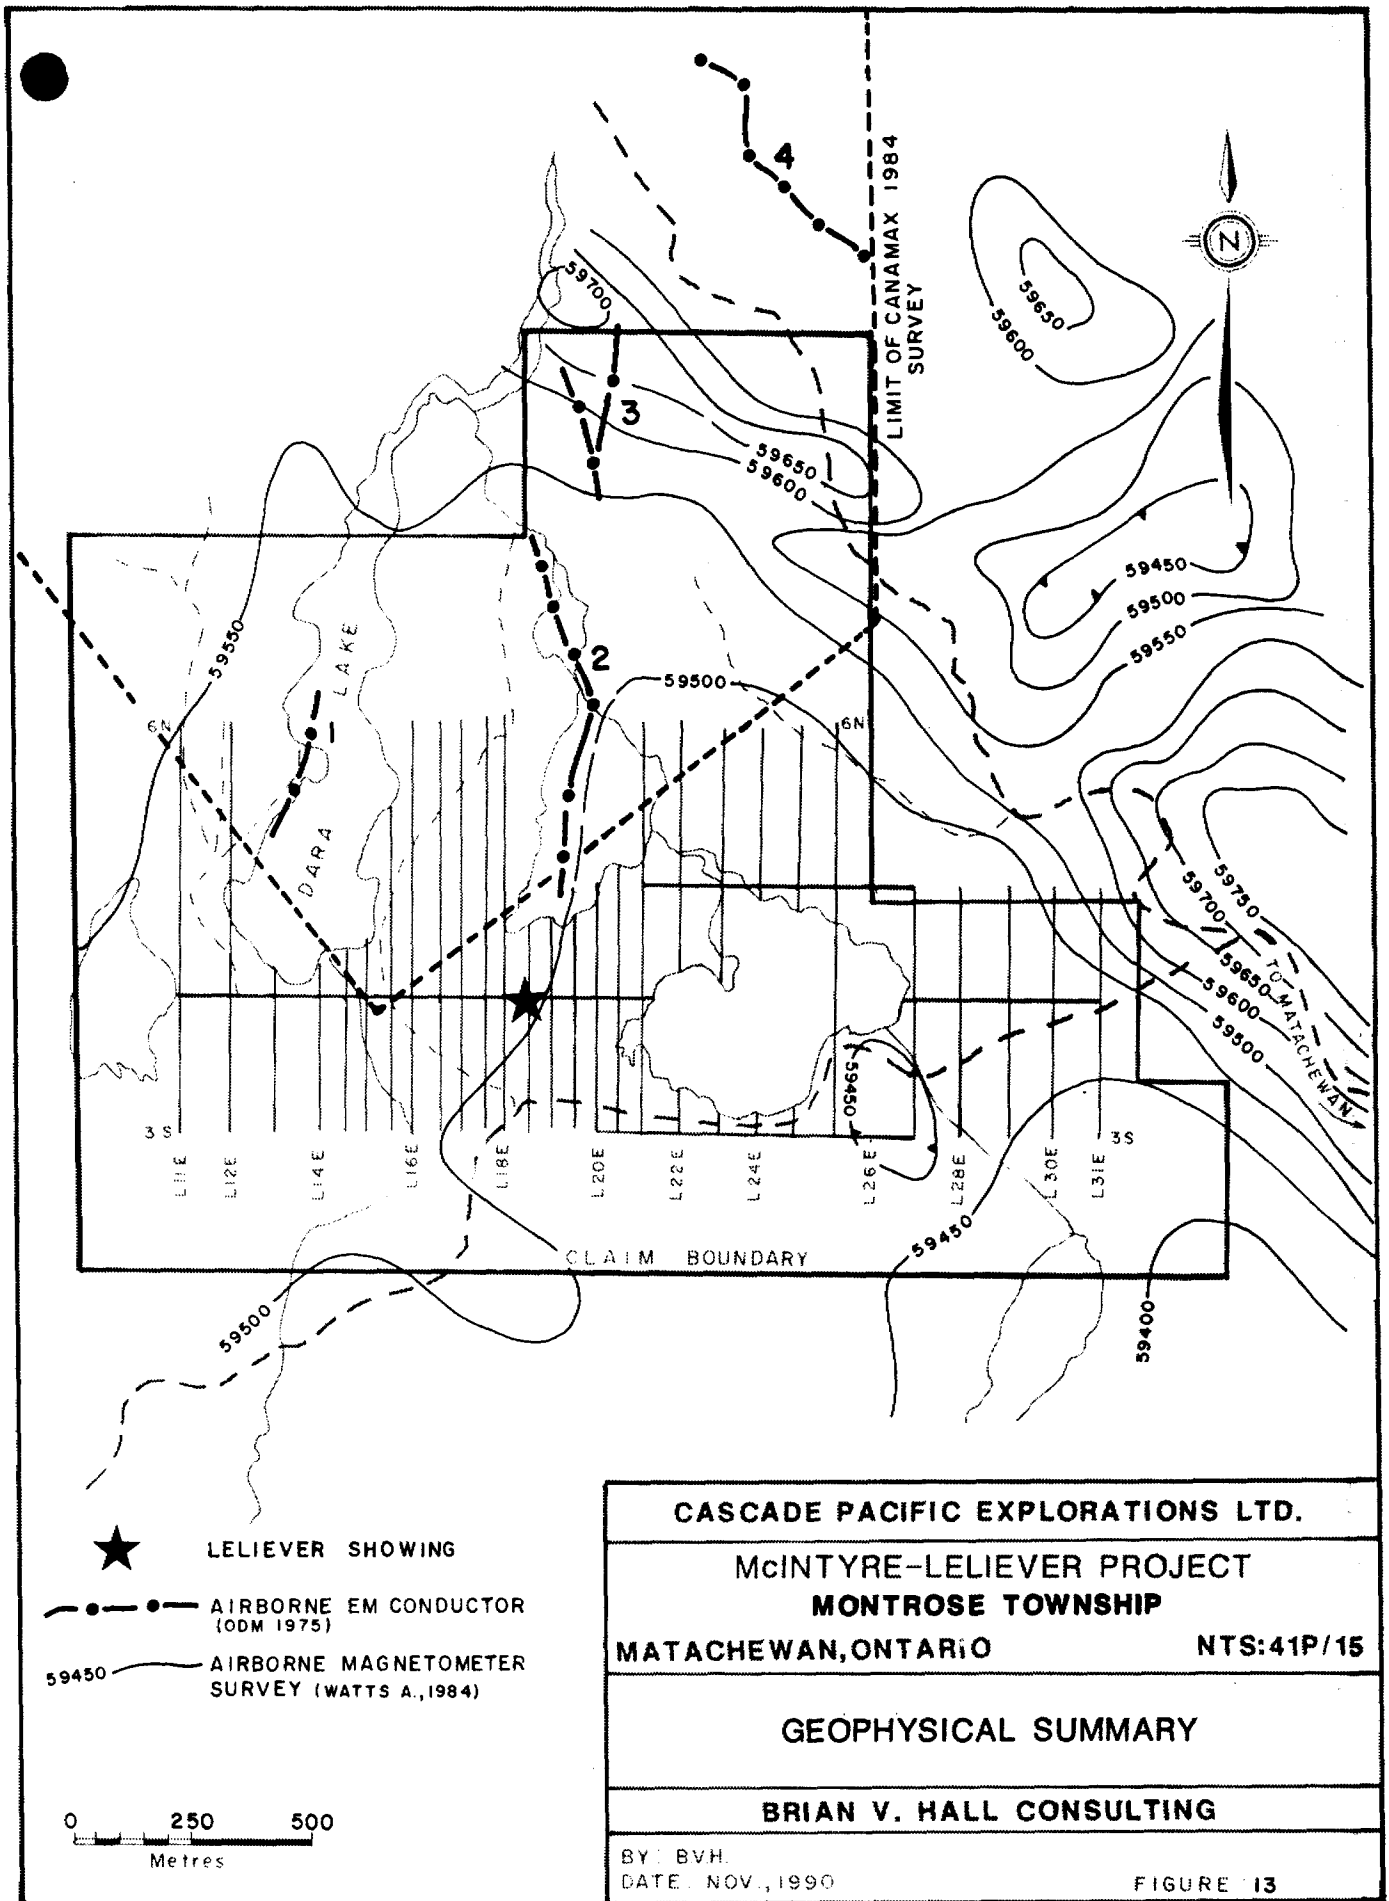 4
LIMIT OF CANAMAX 1984
SURVEY
N
59700
59650
59600
3
59650
59600
59450
59500
59550
59550
LAKE
DARA
2
59500
6N
6N
1
59750
59700
59650
59600
59500
TO MATACHEWAN
59450
3S
3S
L11E
L12E
L14E
L16E
L18E
L20E
L22E
L24E
L26E
L28E
L30E
L31E
59450
CLAIM BOUNDARY
59500
59400
LELIEVER SHOWING
AIRBORNE EM CONDUCTOR
(ODM 1975)
59450
AIRBORNE MAGNETOMETER
SURVEY (WATTS A.,1984)
0 250 500
Metres
CASCADE PACIFIC EXPLORATIONS LTD.
McINTYRE-LELIEVER PROJECT
MONTROSE TOWNSHIP
MATACHEWAN, ONTARIO NTS:41P/15
GEOPHYSICAL SUMMARY
BRIAN V. HALL CONSULTING
BY: BVH.
DATE: NOV.,1990 FIGURE 13